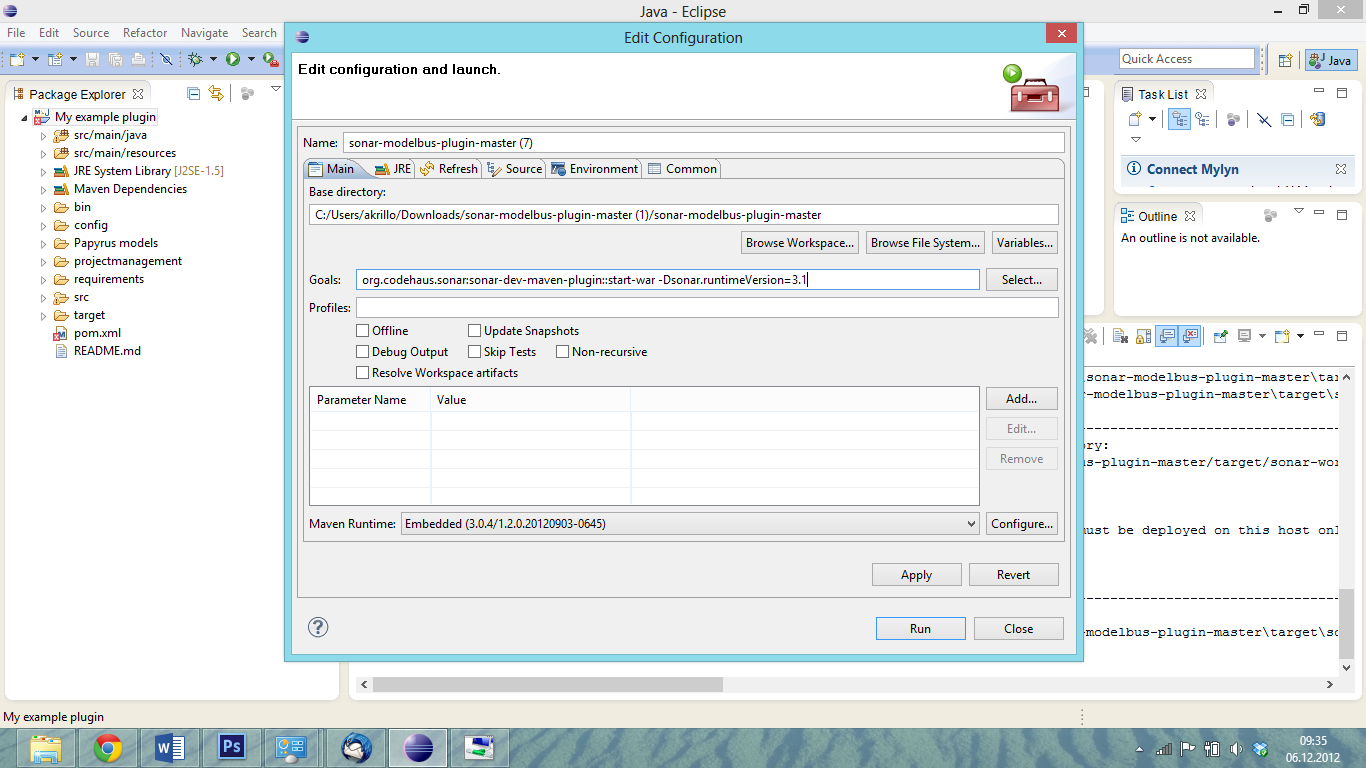 Java - Eclipse
File Edit Source Refactor Navigate Search
Edit Configuration
Quick Access
Java
Edit configuration and launch.
Package Explorer
My example plugin
src/main/java
src/main/resources
JRE System Library [J2SE-1.5]
Maven Dependencies
bin
config
Papyrus models
projectmanagement
requirements
src
target
pom.xml
README.md
Name: sonar-modelbus-plugin-master (7)
Main JRE Refresh Source Environment Common
Base directory:
C:/Users/akrillo/Downloads/sonar-modelbus-plugin-master (1)/sonar-modelbus-plugin-master
Browse Workspace... Browse File System... Variables...
Goals: org.codehaus.sonar:sonar-dev-maven-plugin::start-war -Dsonar.runtimeVersion=3.1 Select...
Profiles:
Offline Update Snapshots
Debug Output Skip Tests Non-recursive
Resolve Workspace artifacts
Parameter Name Value
Add...
Edit...
Remove
Maven Runtime: Embedded (3.0.4/1.2.0.20120903-0645) Configure...
Apply Revert
Run Close
Task List
Connect Mylyn
Outline
An outline is not available.
sonar-modelbus-plugin-master\tar
-modelbus-plugin-master\target\s
----------------------------------
ory:
s-plugin-master/target/sonar-wor
ust be deployed on this host onl
----------------------------------
modelbus-plugin-master\target\so
My example plugin
Ps
09:35
06.12.2012